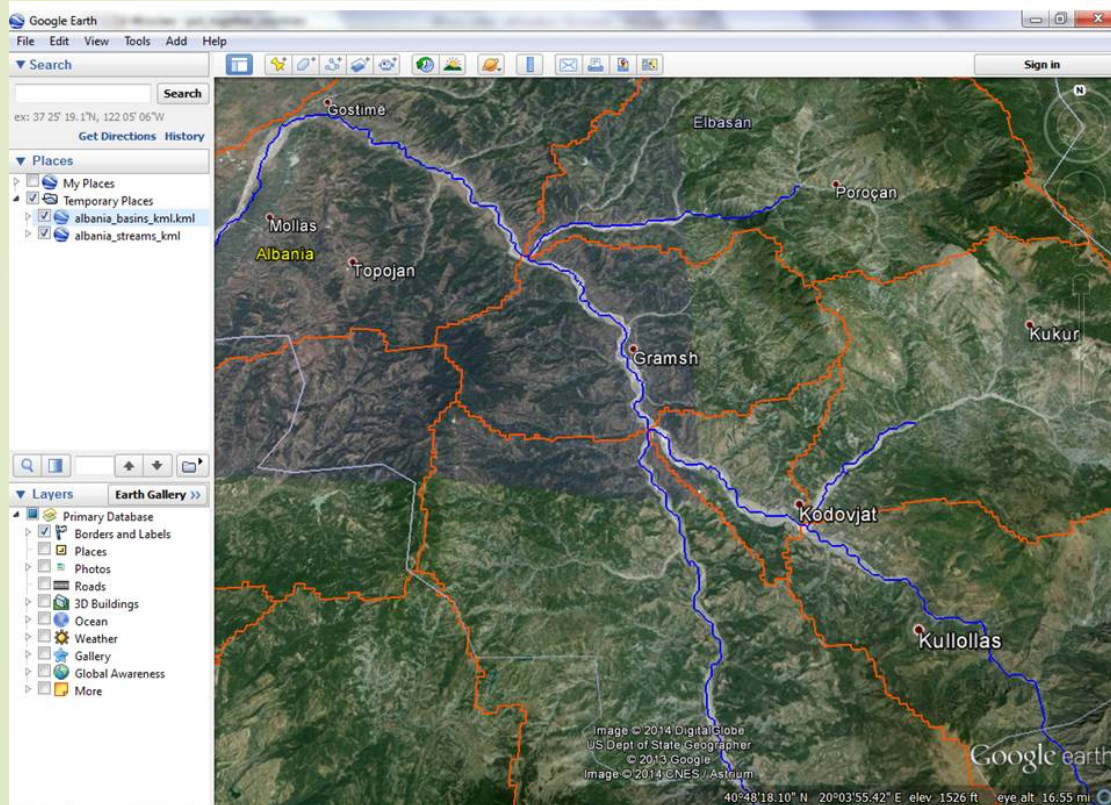 Google Earth
File Edit View Tools Add Help
Search
Search
ex: 37 25' 19.1"N, 122 05' 06"W
Get Directions History
Places
My Places
Temporary Places
albania_basins_kml.kml
albania_streams_kml
Layers
Earth Gallery >>
Primary Database
Borders and Labels
Places
Photos
Roads
3D Buildings
Ocean
Weather
Gallery
Global Awareness
More
Sign in
N
Gostimë
Elbasan
Poroçan
Mollas
Albania
Topojan
Kukur
Gramsh
Kodovjat
Kullollas
Image © 2014 DigitalGlobe
US Dept of State Geographer
© 2013 Google
Image © 2014 CNES / Astrium
Google earth
40°48'18.10" N 20°03'55.42" E elev 1526 ft eye alt 16.55 mi